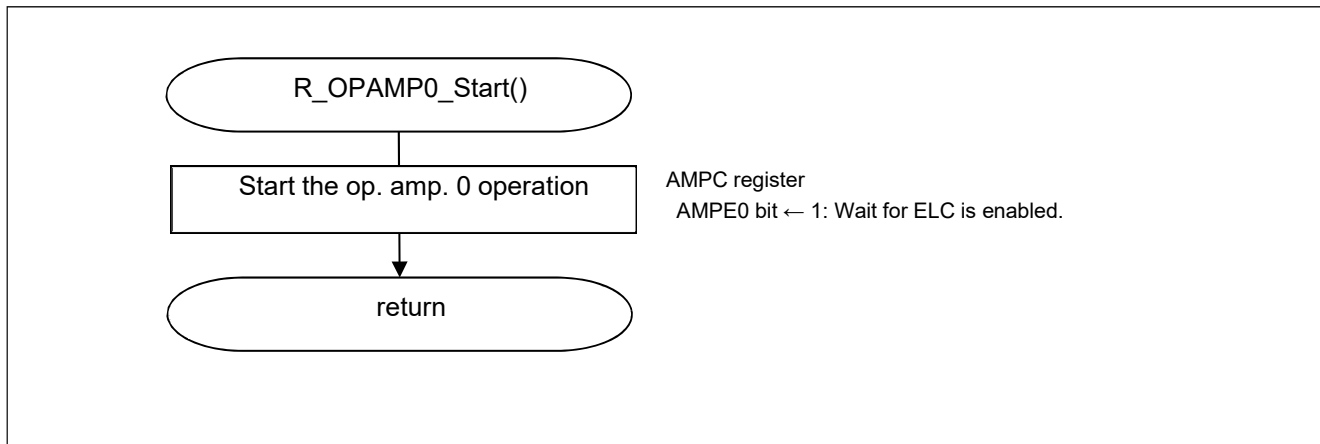 R_OPAMP0_Start()
Start the op. amp. 0 operation
AMPC register
AMPE0 bit ← 1: Wait for ELC is enabled.
return